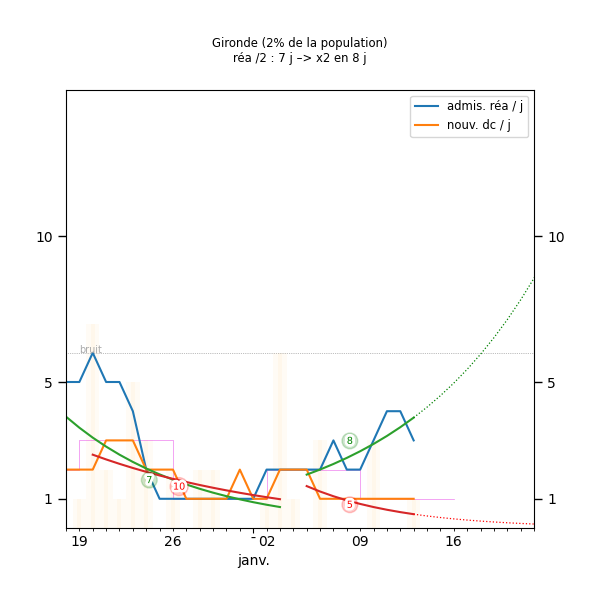 Gironde (2% de la population)
réa /2 : 7 j –> x2 en 8 j
admis. réa / j
nouv. dc / j
10
10
bruit
5
5
8
7
10
5
1
1
19
26
02
09
16
janv.